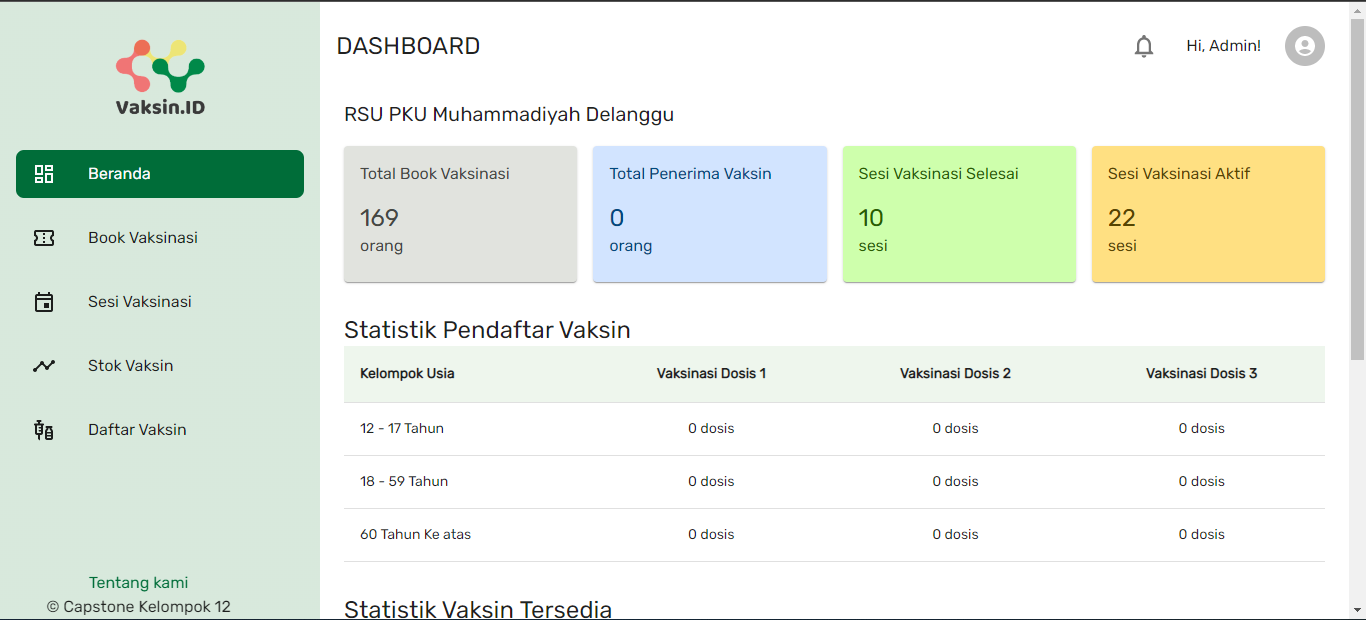 Vaksin.ID
Beranda
Book Vaksinasi
Sesi Vaksinasi
Stok Vaksin
Daftar Vaksin
Tentang kami
© Capstone Kelompok 12
DASHBOARD
Hi, Admin!
RSU PKU Muhammadiyah Delanggu
Total Book Vaksinasi
169
orang
Total Penerima Vaksin
0
orang
Sesi Vaksinasi Selesai
10
sesi
Sesi Vaksinasi Aktif
22
sesi
Statistik Pendaftar Vaksin
Kelompok Usia Vaksinasi Dosis 1 Vaksinasi Dosis 2 Vaksinasi Dosis 3
12 - 17 Tahun 0 dosis 0 dosis 0 dosis
18 - 59 Tahun 0 dosis 0 dosis 0 dosis
60 Tahun Ke atas 0 dosis 0 dosis 0 dosis
Statistik Vaksin Tersedia